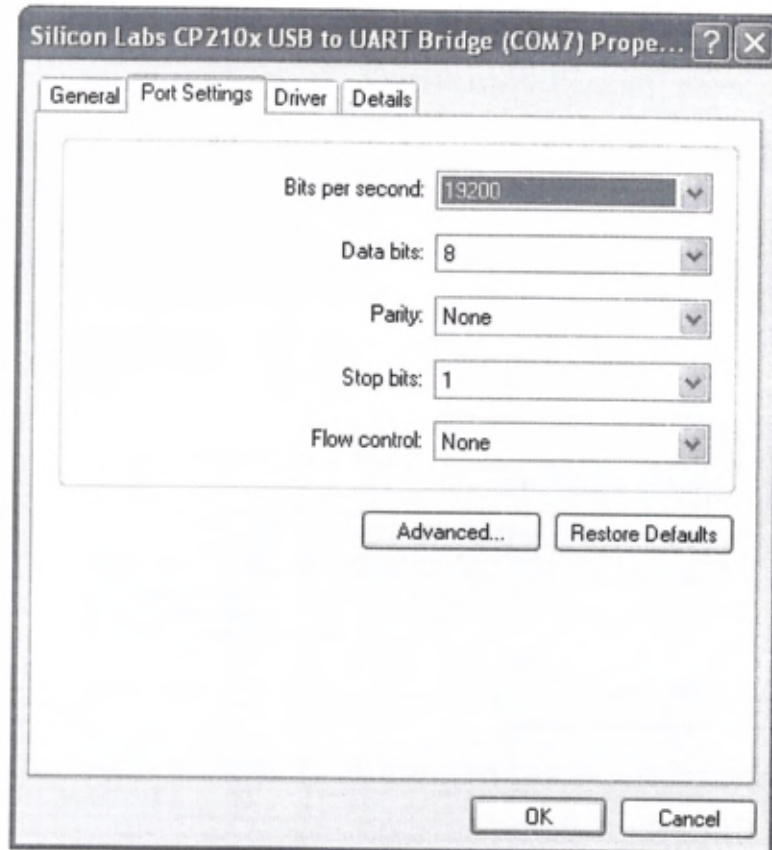 Silicon Labs CP210x USB to UART Bridge (COM7) Prope... ? X
General Port Settings Driver Details
Bits per second: 19200
Data bits: 8
Parity: None
Stop bits: 1
Flow control: None
Advanced... Restore Defaults
OK Cancel